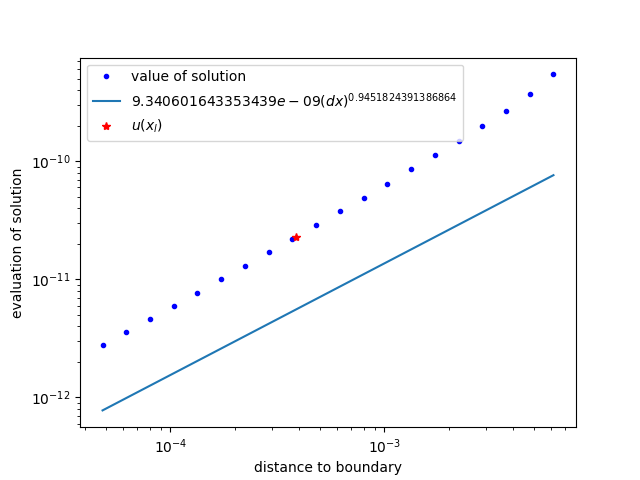 value of solution
9.340601643353439e − 09(dx)^0.9451824391386864
u(x_l)
10^−10
10^−11
10^−12
evaluation of solution
10^−4 10^−3
distance to boundary